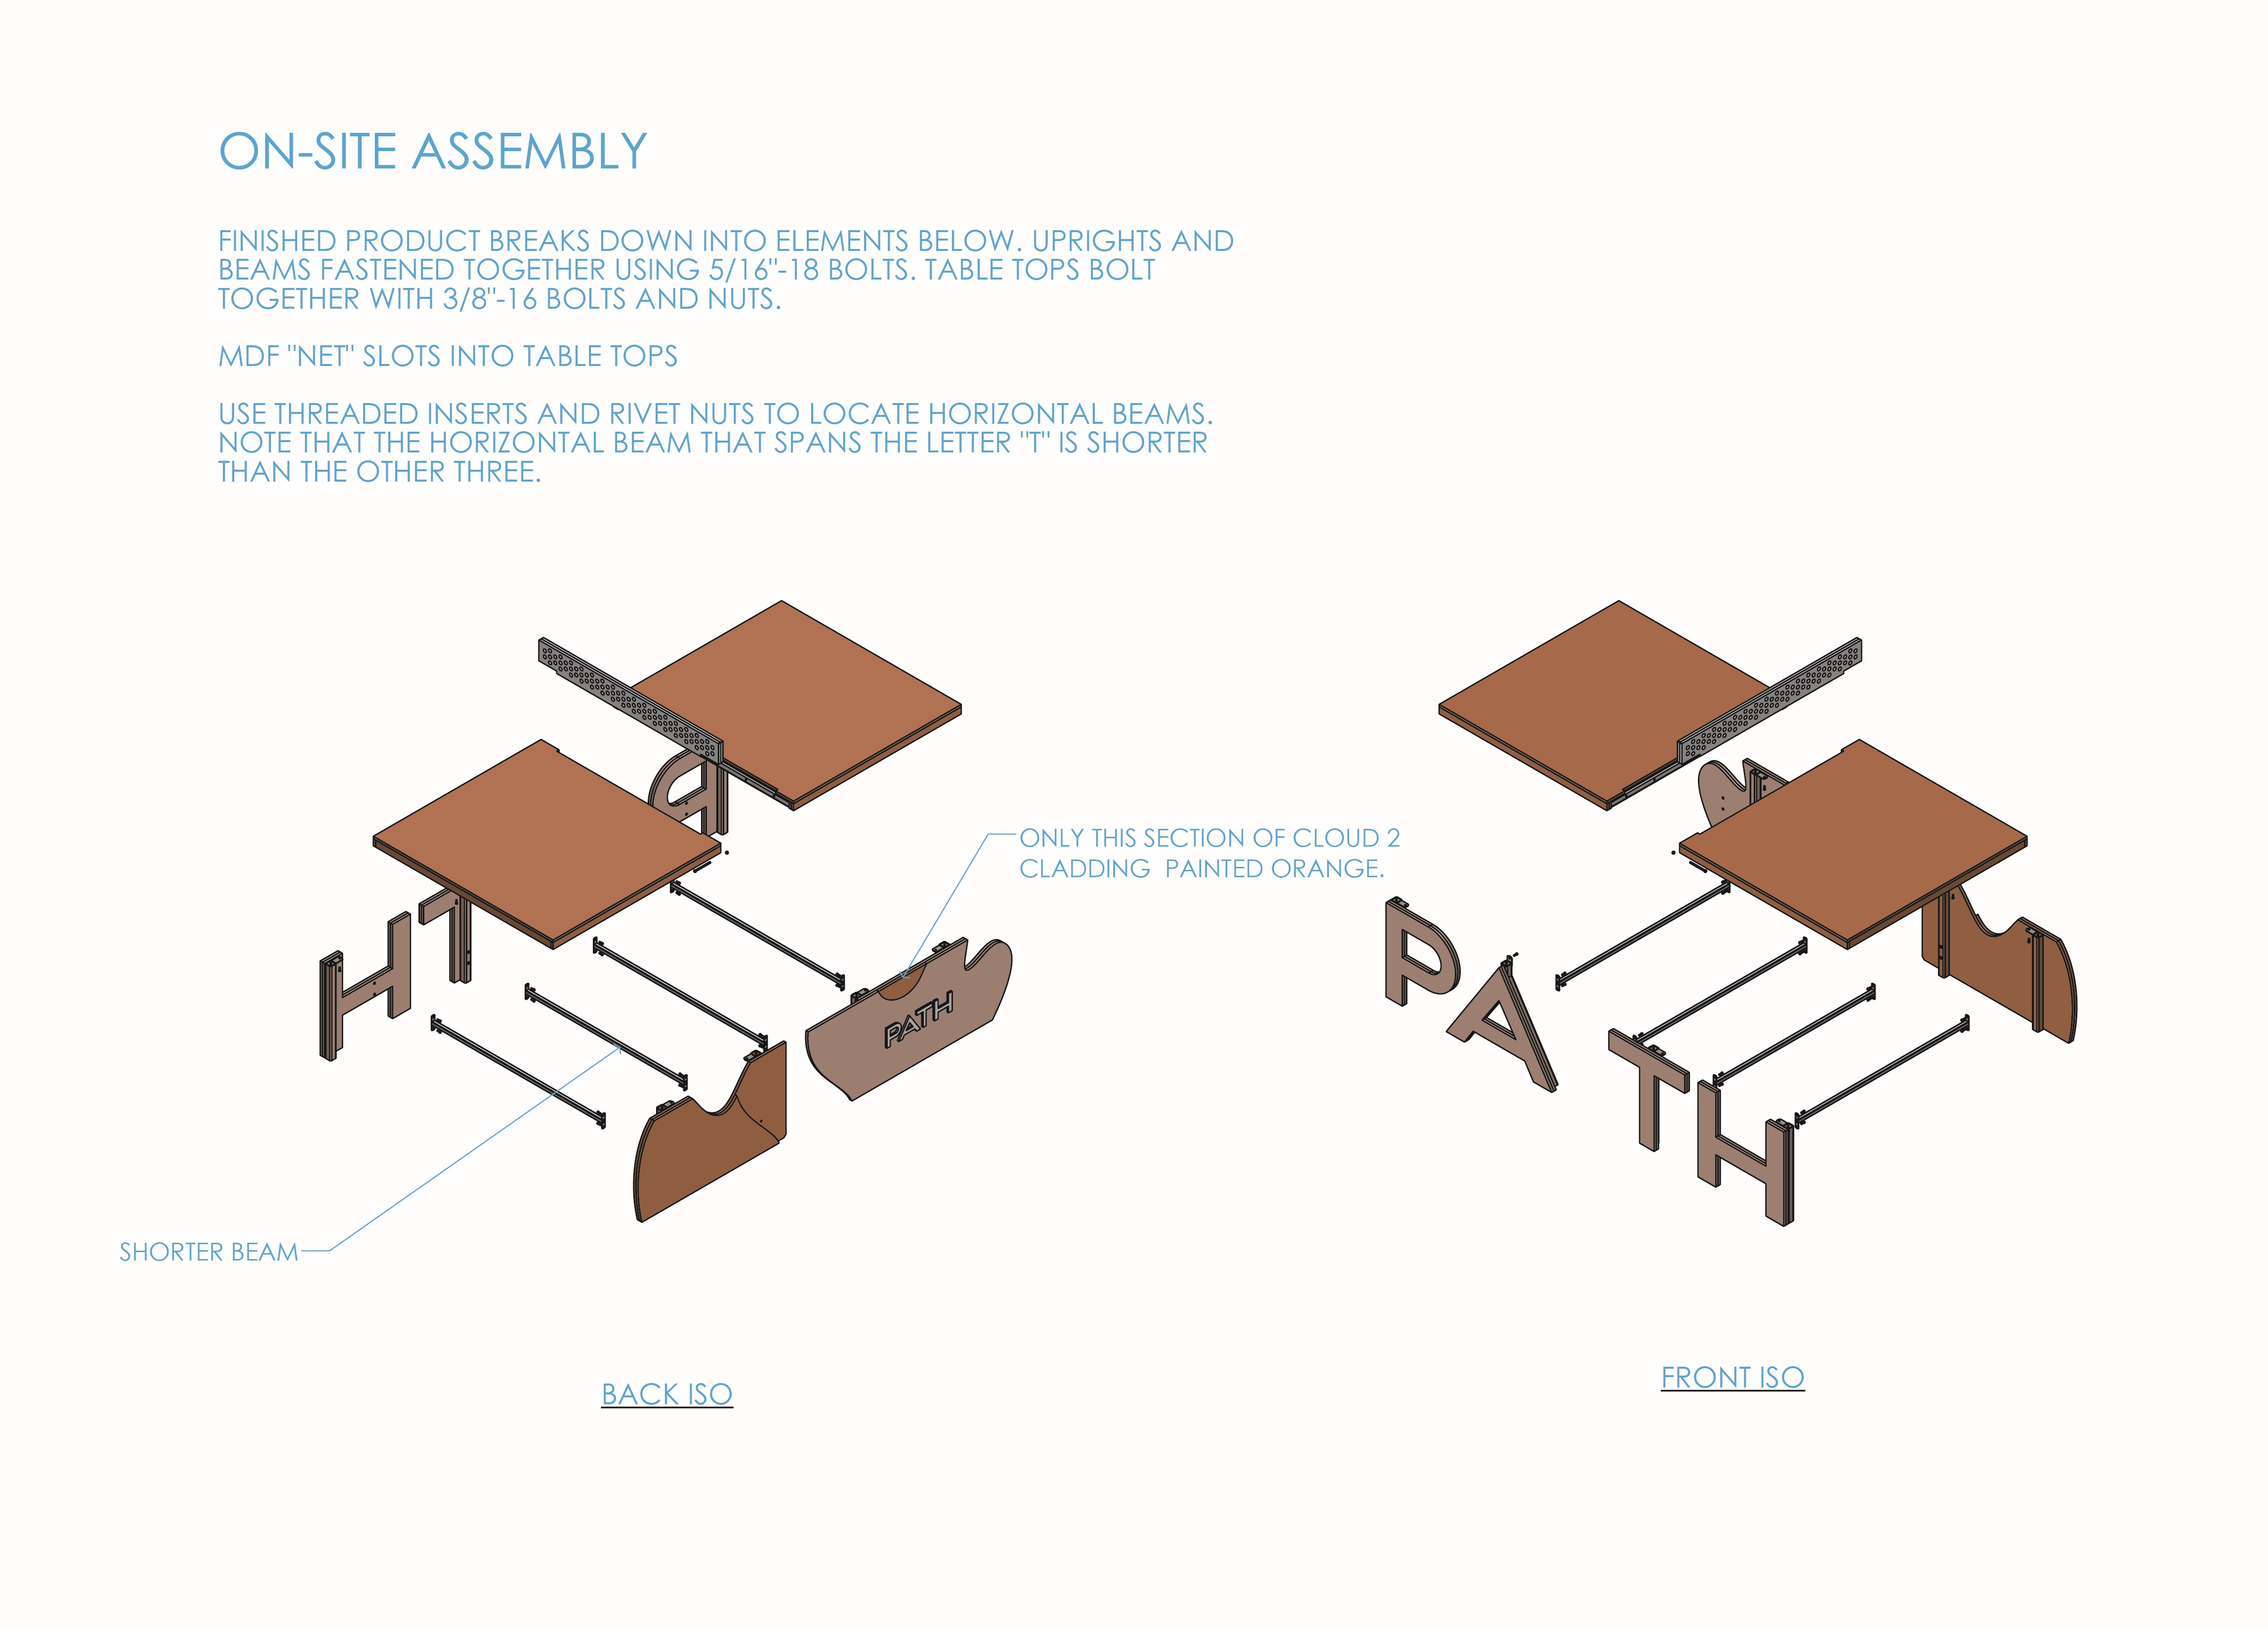 ON-SITE ASSEMBLY
FINISHED PRODUCT BREAKS DOWN INTO ELEMENTS BELOW. UPRIGHTS AND
BEAMS FASTENED TOGETHER USING 5/16"-18 BOLTS. TABLE TOPS BOLT
TOGETHER WITH 3/8"-16 BOLTS AND NUTS.
MDF "NET" SLOTS INTO TABLE TOPS
USE THREADED INSERTS AND RIVET NUTS TO LOCATE HORIZONTAL BEAMS.
NOTE THAT THE HORIZONTAL BEAM THAT SPANS THE LETTER "T" IS SHORTER
THAN THE OTHER THREE.
ONLY THIS SECTION OF CLOUD 2
CLADDING PAINTED ORANGE.
PATH
SHORTER BEAM
BACK ISO
P
A
T
H
FRONT ISO